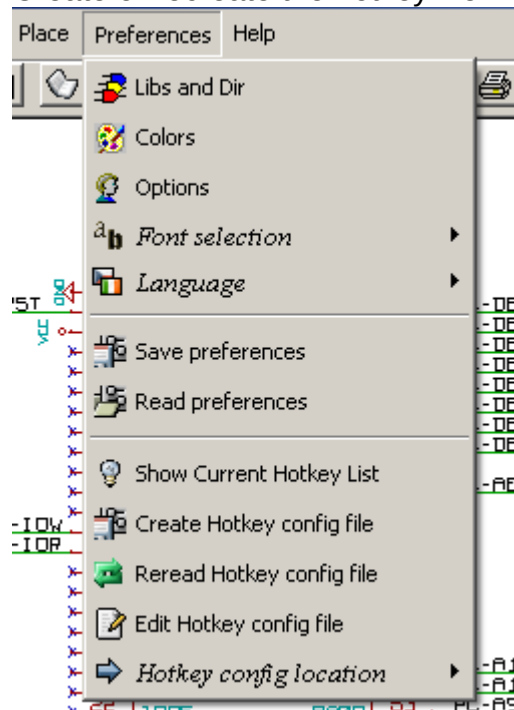 Place Preferences Help
Libs and Dir
Colors
Options
Font selection
Language
Save preferences
Read preferences
Show Current Hotkey List
Create Hotkey config file
Reread Hotkey config file
Edit Hotkey config file
Hotkey config location
VCC
-IOW
-IOR